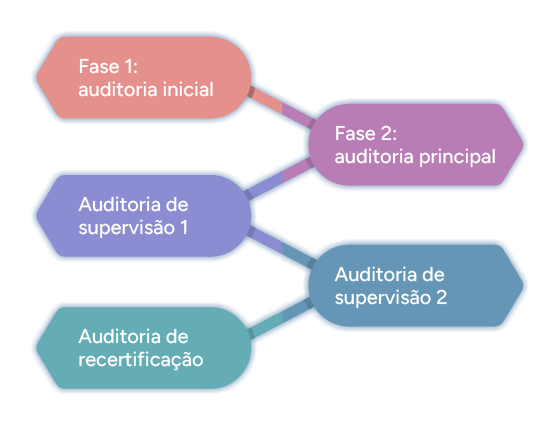 Fase 1:
auditoria inicial
Fase 2:
auditoria principal
Auditoria de
supervisão 1
Auditoria de
supervisão 2
Auditoria de
recertificação